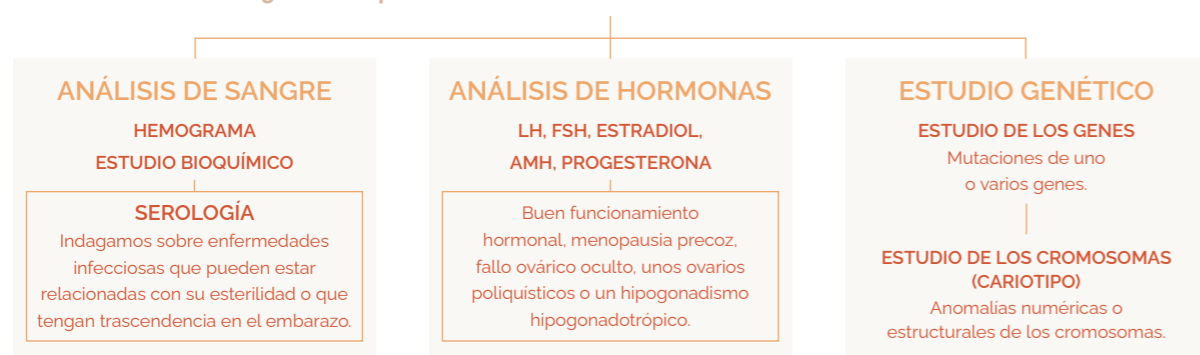 ANÁLISIS DE SANGRE
HEMOGRAMA
ESTUDIO BIOQUÍMICO
SEROLOGÍA
Indagamos sobre enfermedades
infecciosas que pueden estar
relacionadas con su esterilidad o que
tengan trascendencia en el embarazo.
ANÁLISIS DE HORMONAS
LH, FSH, ESTRADIOL,
AMH, PROGESTERONA
Buen funcionamiento
hormonal, menopausia precoz,
fallo ovárico oculto, unos ovarios
poliquísticos o un hipogonadismo
hipogonadotrópico.
ESTUDIO GENÉTICO
ESTUDIO DE LOS GENES
Mutaciones de uno
o varios genes.
ESTUDIO DE LOS CROMOSOMAS
(CARIOTIPO)
Anomalías numéricas o
estructurales de los cromosomas.